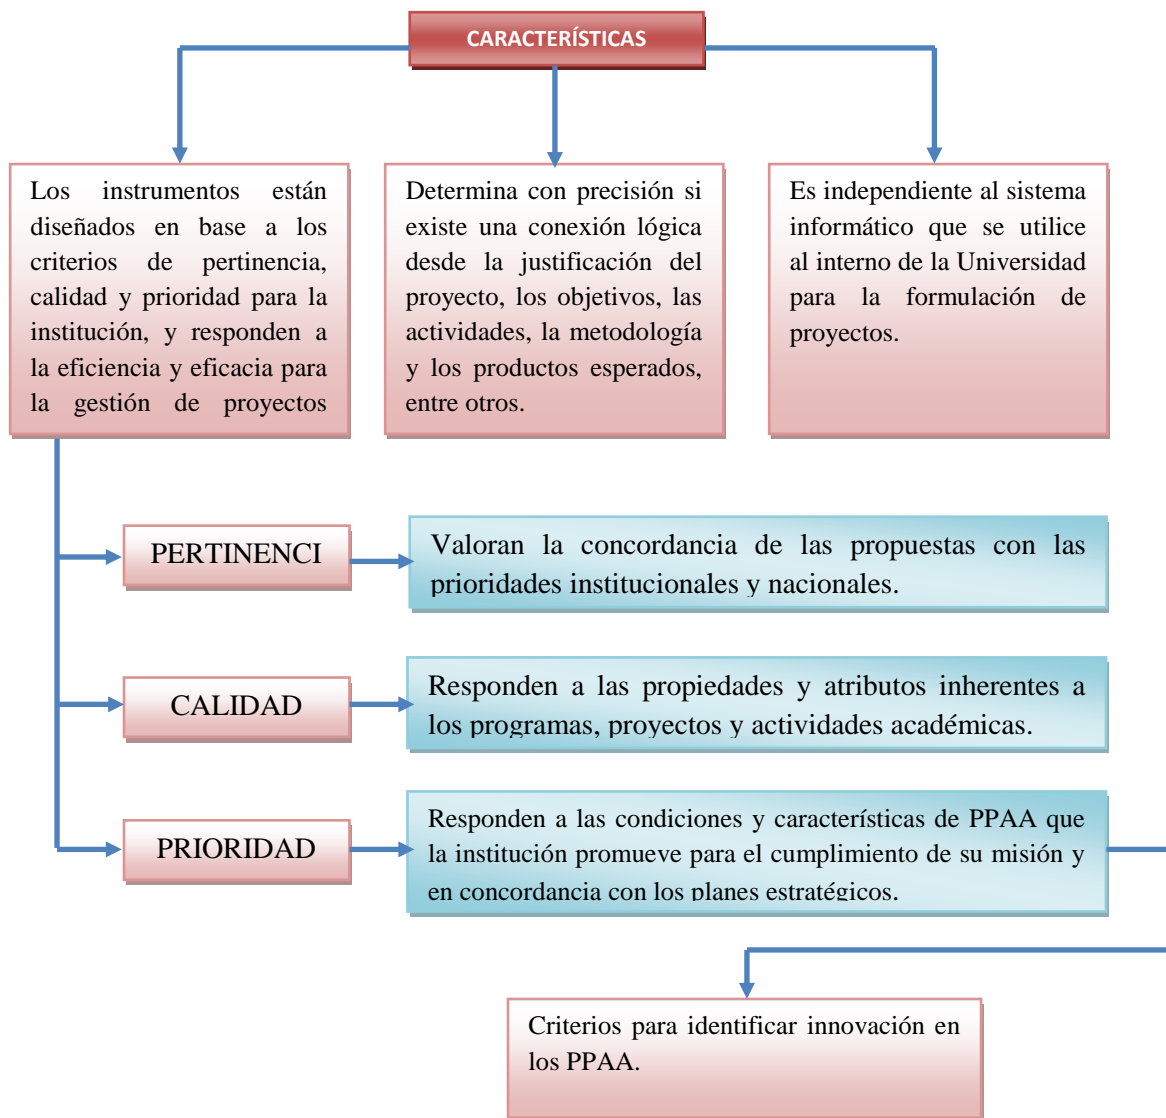 CARACTERÍSTICAS
Los instrumentos están
diseñados en base a los
criterios de pertinencia,
calidad y prioridad para la
institución, y responden a
la eficiencia y eficacia para
la gestión de proyectos
Determina con precisión si
existe una conexión lógica
desde la justificación del
proyecto, los objetivos, las
actividades, la metodología
y los productos esperados,
entre otros.
Es independiente al sistema
informático que se utilice
al interno de la Universidad
para la formulación de
proyectos.
PERTINENCI
Valoran la concordancia de las propuestas con las
prioridades institucionales y nacionales.
CALIDAD
Responden a las propiedades y atributos inherentes a
los programas, proyectos y actividades académicas.
PRIORIDAD
Responden a las condiciones y características de PPAA que
la institución promueve para el cumplimiento de su misión y
en concordancia con los planes estratégicos.
Criterios para identificar innovación en
los PPAA.